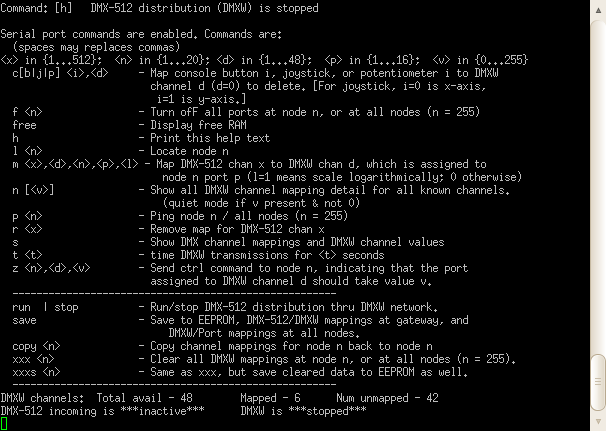 Command: [h]   DMX-512 distribution (DMXW) is stopped
Serial port commands are enabled. Commands are:
(spaces may replaces commas)
<x> in {1...512};  <n> in {1...20}; <d> in {1...48};  <p> in {1...16};  <v> in {0...255}
c[b|j|p] <i>,<d>     - Map console button i, joystick, or potentiometer i to DMXW
channel d (d=0) to delete. [For joystick, i=0 is x-axis,
i=1 is y-axis.]
f <n>                - Turn ofF all ports at node n, or at all nodes (n = 255)
free                 - Display free RAM
h                    - Print this help text
l <n>                - Locate node n
m <x>,<d>,<n>,<p>,<l> - Map DMX-512 chan x to DMXW chan d, which is assigned to
node n port p (l=1 means scale logarithmically; 0 otherwise)
n [<v>]              - Show all DMXW channel mapping detail for all known channels.
(quiet mode if v present & not 0)
p <n>                - Ping node n / all nodes (n = 255)
r <x>                - Remove map for DMX-512 chan x
s                    - Show DMX channel mappings and DMXW channel values
t <t>                - time DMXW transmissions for <t> seconds
z <n>,<d>,<v>        - Send ctrl command to node n, indicating that the port
assigned to DMXW channel d should take value v.
----------------------------------------------------
run  | stop          - Run/stop DMX-512 distribution thru DMXW network.
save                 - Save to EEPROM, DMX-512/DMXW mappings at gateway, and
DMXW/Port mappings at all nodes.
copy <n>             - Copy channel mappings for node n back to node n
xxx <n>              - Clear all DMXW mappings at node n, or at all nodes (n = 255).
xxxs <n>             - Same as xxx, but save cleared data to EEPROM as well.
----------------------------------------------------
DMXW channels:  Total avail - 48        Mapped - 6      Num unmapped - 42
DMX-512 incoming is ***inactive***      DMXW is ***stopped***